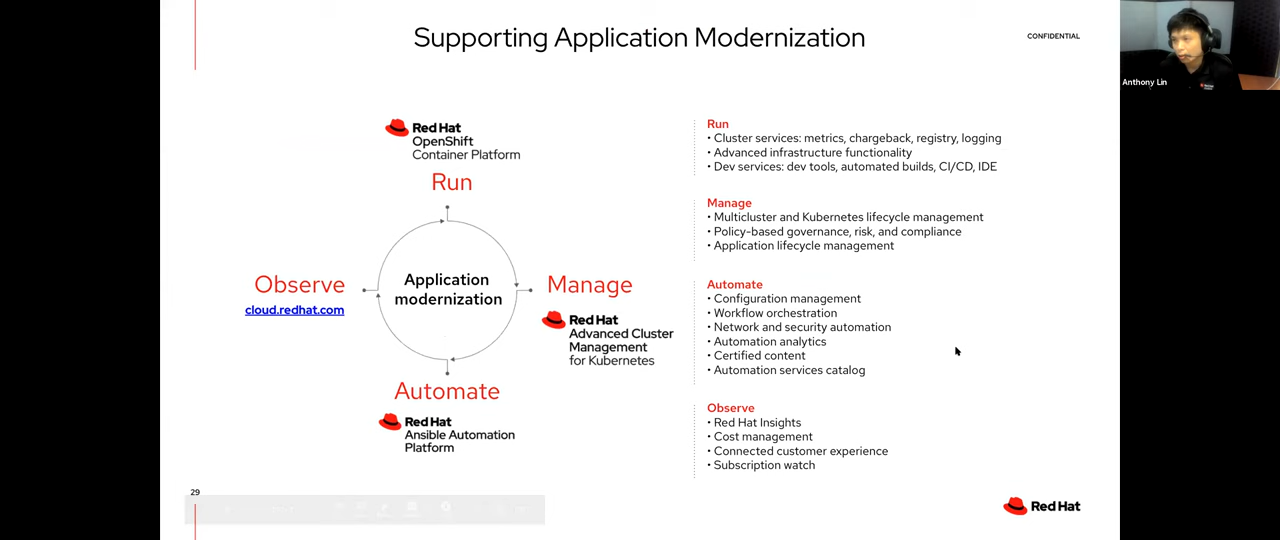 Supporting Application Modernization
CONFIDENTIAL
Anthony Lin
Red Hat
OpenShift
Container Platform
Run
Observe
cloud.redhat.com
Application
modernization
Manage
Red Hat
Advanced Cluster
Management
for Kubernetes
Automate
Red Hat
Ansible Automation
Platform
Run
• Cluster services: metrics, chargeback, registry, logging
• Advanced infrastructure functionality
• Dev services: dev tools, automated builds, CI/CD, IDE
Manage
• Multicluster and Kubernetes lifecycle management
• Policy-based governance, risk, and compliance
• Application lifecycle management
Automate
• Configuration management
• Workflow orchestration
• Network and security automation
• Automation analytics
• Certified content
• Automation services catalog
Observe
• Red Hat Insights
• Cost management
• Connected customer experience
• Subscription watch
29
Red Hat